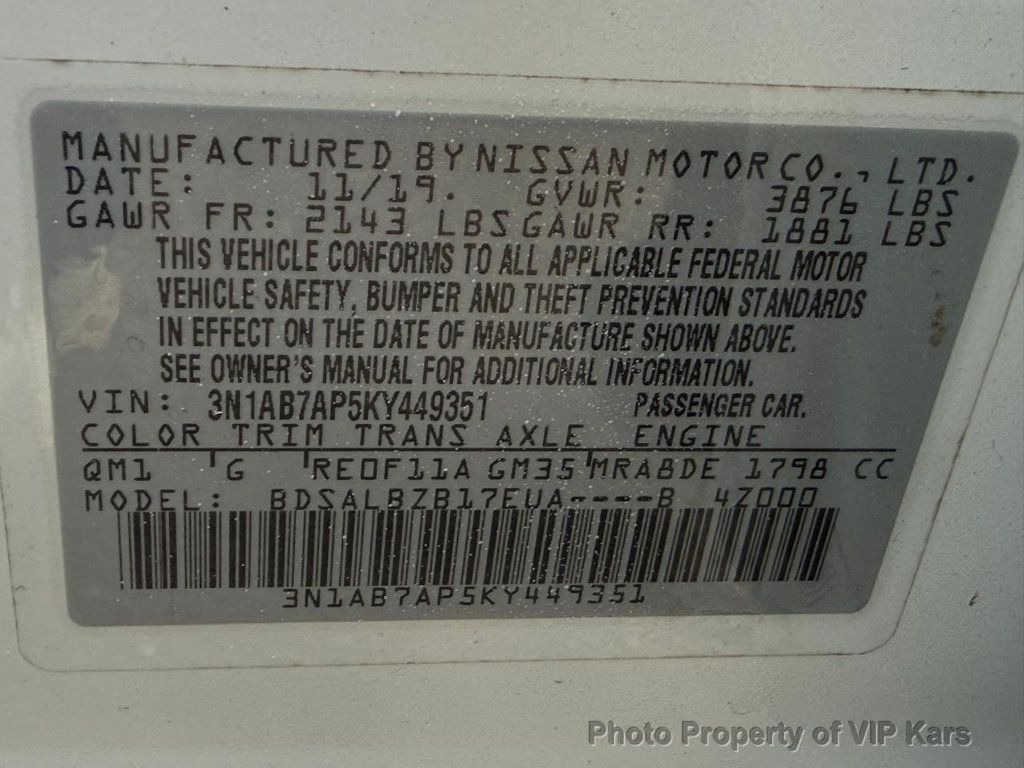 MANUFACTURED BY NISSAN MOTOR CO., LTD.
DATE: 11/19. GVWR: 3876 LBS
GAWR FR: 2143 LBS GAWR RR: 1881 LBS
THIS VEHICLE CONFORMS TO ALL APPLICABLE FEDERAL MOTOR
VEHICLE SAFETY, BUMPER AND THEFT PREVENTION STANDARDS
IN EFFECT ON THE DATE OF MANUFACTURE SHOWN ABOVE.
SEE OWNER'S MANUAL FOR ADDITIONAL INFORMATION.
VIN: 3N1AB7AP5KY449351 PASSENGER CAR.
COLOR TRIM TRANS AXLE ENGINE
QM1 G RE0F11A GM35 MRA8DE 1798 CC
MODEL: BDSALBZB17EUA----B 4Z000
3N1AB7AP5KY449351
Photo Property of VIP Kars